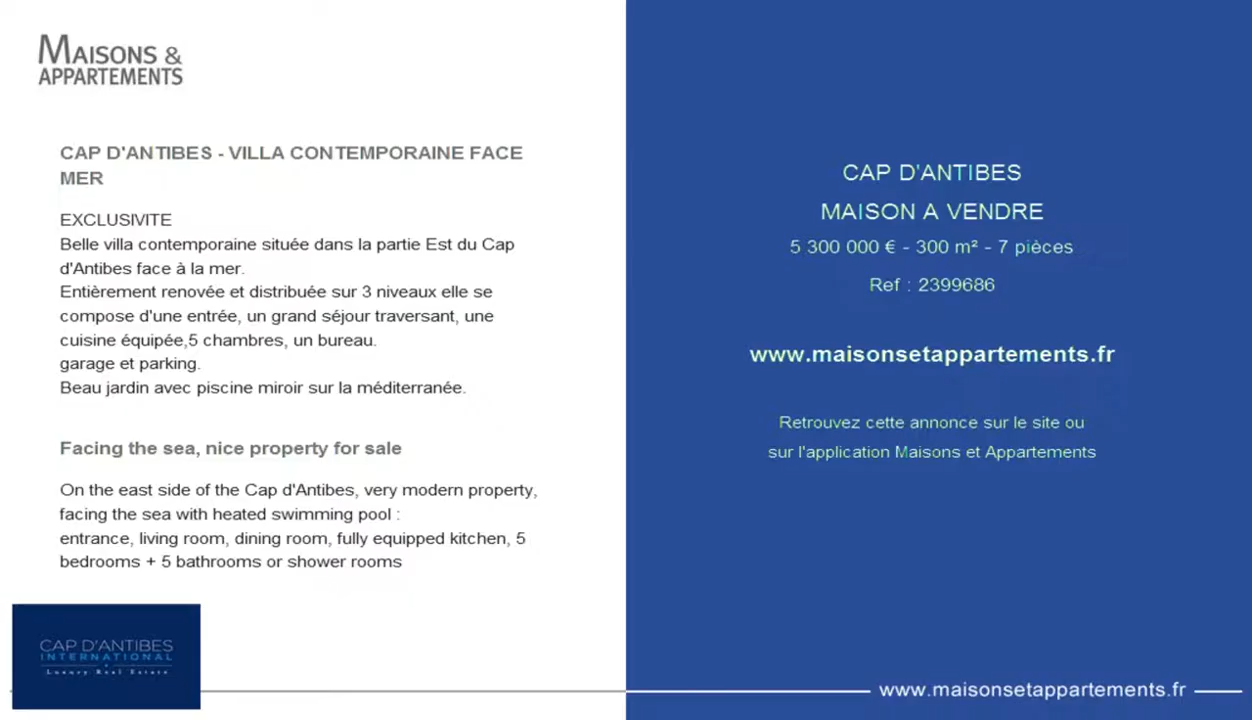 MAISONS &
APPARTEMENTS
CAP D'ANTIBES - VILLA CONTEMPORAINE FACE
MER
EXCLUSIVITE
Belle villa contemporaine située dans la partie Est du Cap
d'Antibes face à la mer.
Entièrement renovée et distribuée sur 3 niveaux elle se
compose d'une entrée, un grand séjour traversant, une
cuisine équipée,5 chambres, un bureau.
garage et parking.
Beau jardin avec piscine miroir sur la méditerranée.
Facing the sea, nice property for sale
On the east side of the Cap d'Antibes, very modern property,
facing the sea with heated swimming pool :
entrance, living room, dining room, fully equipped kitchen, 5
bedrooms + 5 bathrooms or shower rooms
CAP D'ANTIBES
INTERNATIONAL
Luxury Real Estate
CAP D'ANTIBES
MAISON A VENDRE
5 300 000 € - 300 m² - 7 pièces
Ref : 2399686
www.maisonsetappartements.fr
Retrouvez cette annonce sur le site ou
sur l'application Maisons et Appartements
www.maisonsetappartements.fr